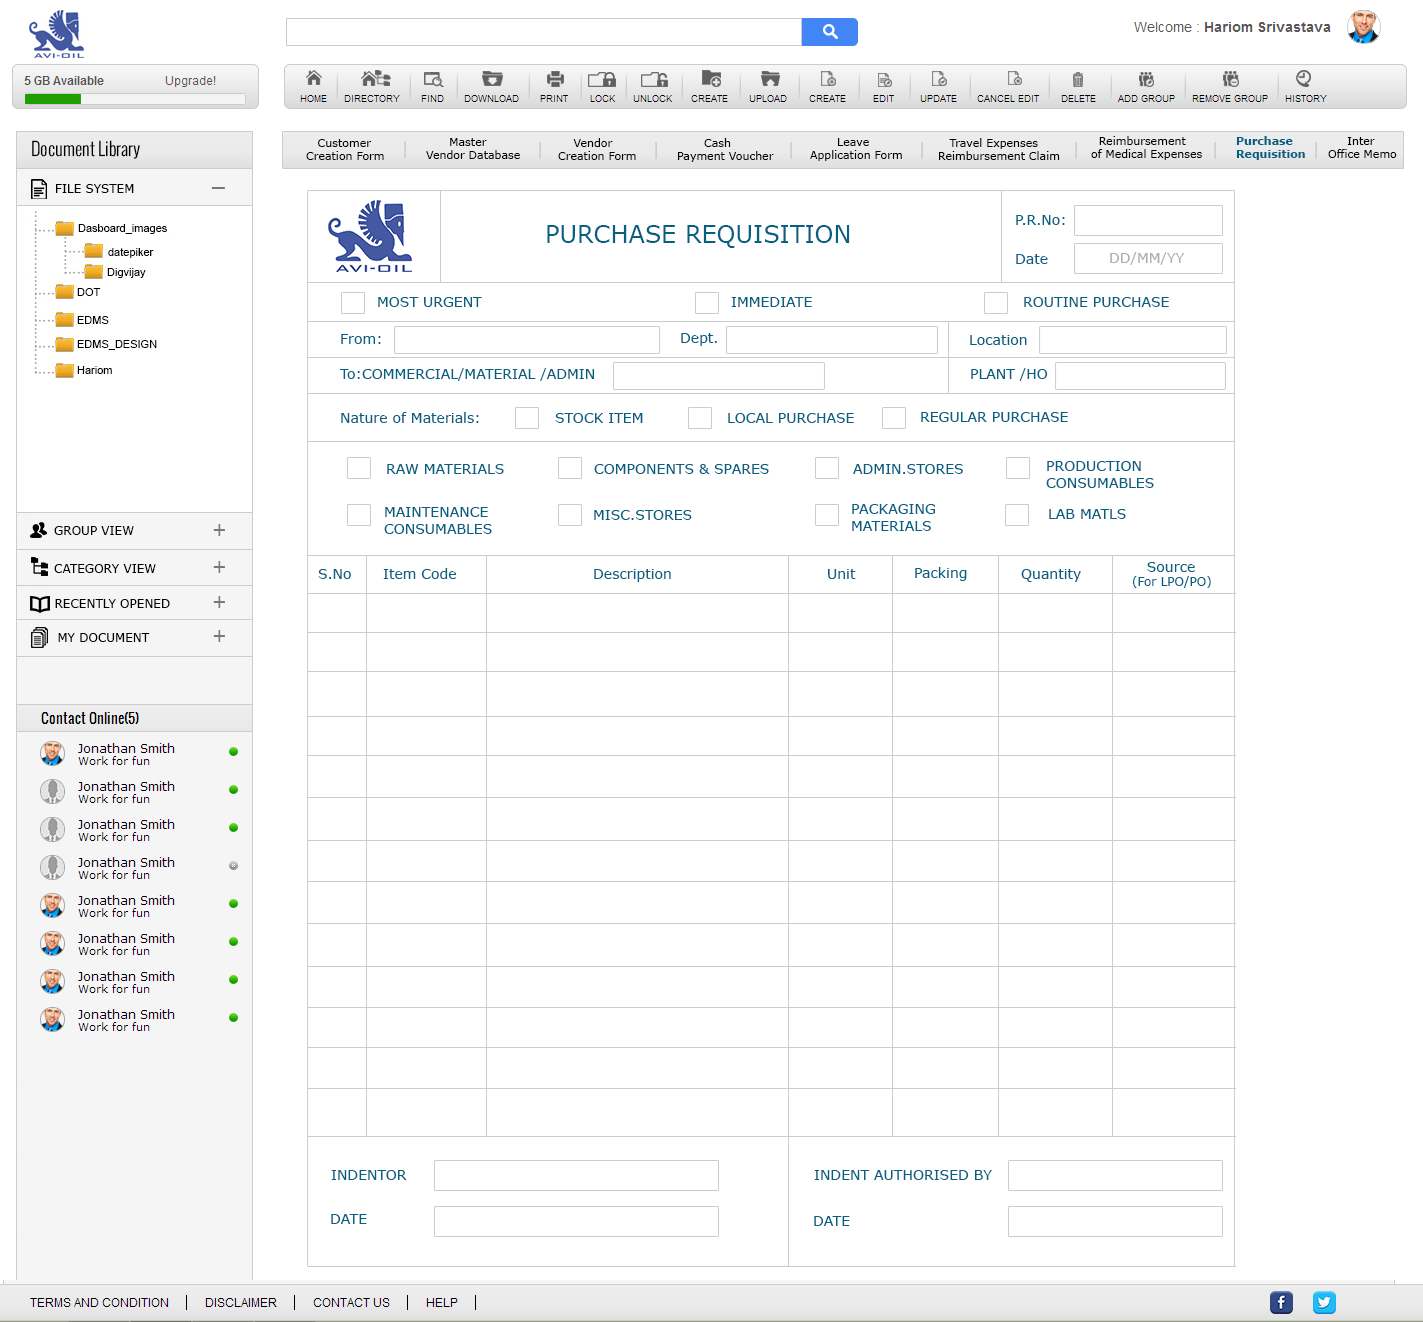 AVI-OIL
Welcome : Hariom Srivastava
5 GB Available Upgrade!
HOME DIRECTORY FIND DOWNLOAD PRINT LOCK UNLOCK CREATE UPLOAD CREATE EDIT UPDATE CANCEL EDIT DELETE ADD GROUP REMOVE GROUP HISTORY
Document Library
FILE SYSTEM
Dasboard_images
datepiker
Digvijay
DOT
EDMS
EDMS_DESIGN
Hariom
GROUP VIEW
CATEGORY VIEW
RECENTLY OPENED
MY DOCUMENT
Contact Online(5)
Jonathan Smith
Work for fun
Jonathan Smith
Work for fun
Jonathan Smith
Work for fun
Jonathan Smith
Work for fun
Jonathan Smith
Work for fun
Jonathan Smith
Work for fun
Jonathan Smith
Work for fun
Jonathan Smith
Work for fun
Customer
Creation Form
Master
Vendor Database
Vendor
Creation Form
Cash
Payment Voucher
Leave
Application Form
Travel Expenses
Reimbursement Claim
Reimbursement
of Medical Expenses
Purchase
Requisition
Inter
Office Memo
AVI-OIL
PURCHASE REQUISITION
P.R.No:
Date DD/MM/YY
MOST URGENT IMMEDIATE ROUTINE PURCHASE
From: Dept. Location
To:COMMERCIAL/MATERIAL /ADMIN PLANT /HO
Nature of Materials: STOCK ITEM LOCAL PURCHASE REGULAR PURCHASE
RAW MATERIALS COMPONENTS & SPARES ADMIN.STORES PRODUCTION
CONSUMABLES
MAINTENANCE
CONSUMABLES
MISC.STORES
PACKAGING
MATERIALS
LAB MATLS
S.No Item Code Description Unit Packing Quantity Source
(For LPO/PO)
INDENTOR INDENT AUTHORISED BY
DATE DATE
TERMS AND CONDITION DISCLAIMER CONTACT US HELP